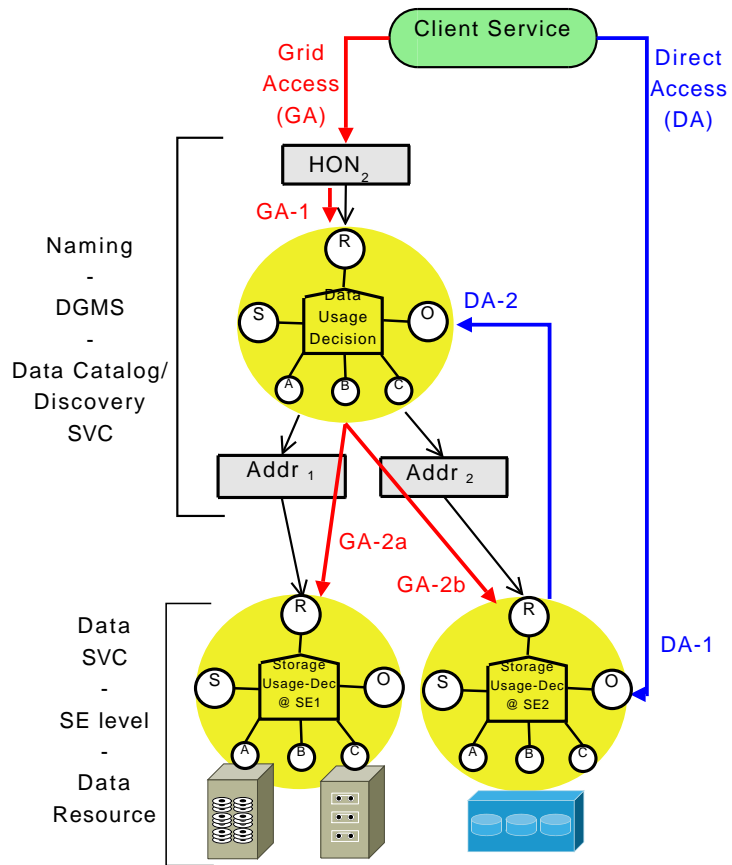 Client Service
Grid
Access
(GA)
Direct
Access
(DA)
HON 2
GA-1
R
S
O
Data
Usage
Decision
A
B
C
DA-2
Naming
-
DGMS
-
Data Catalog/
Discovery
SVC
Addr 1
Addr 2
GA-2a
GA-2b
DA-1
R
S
O
Storage
Usage-Dec
@ SE1
A
B
C
R
S
O
Storage
Usage-Dec
@ SE2
A
B
C
Data
SVC
-
SE level
-
Data
Resource